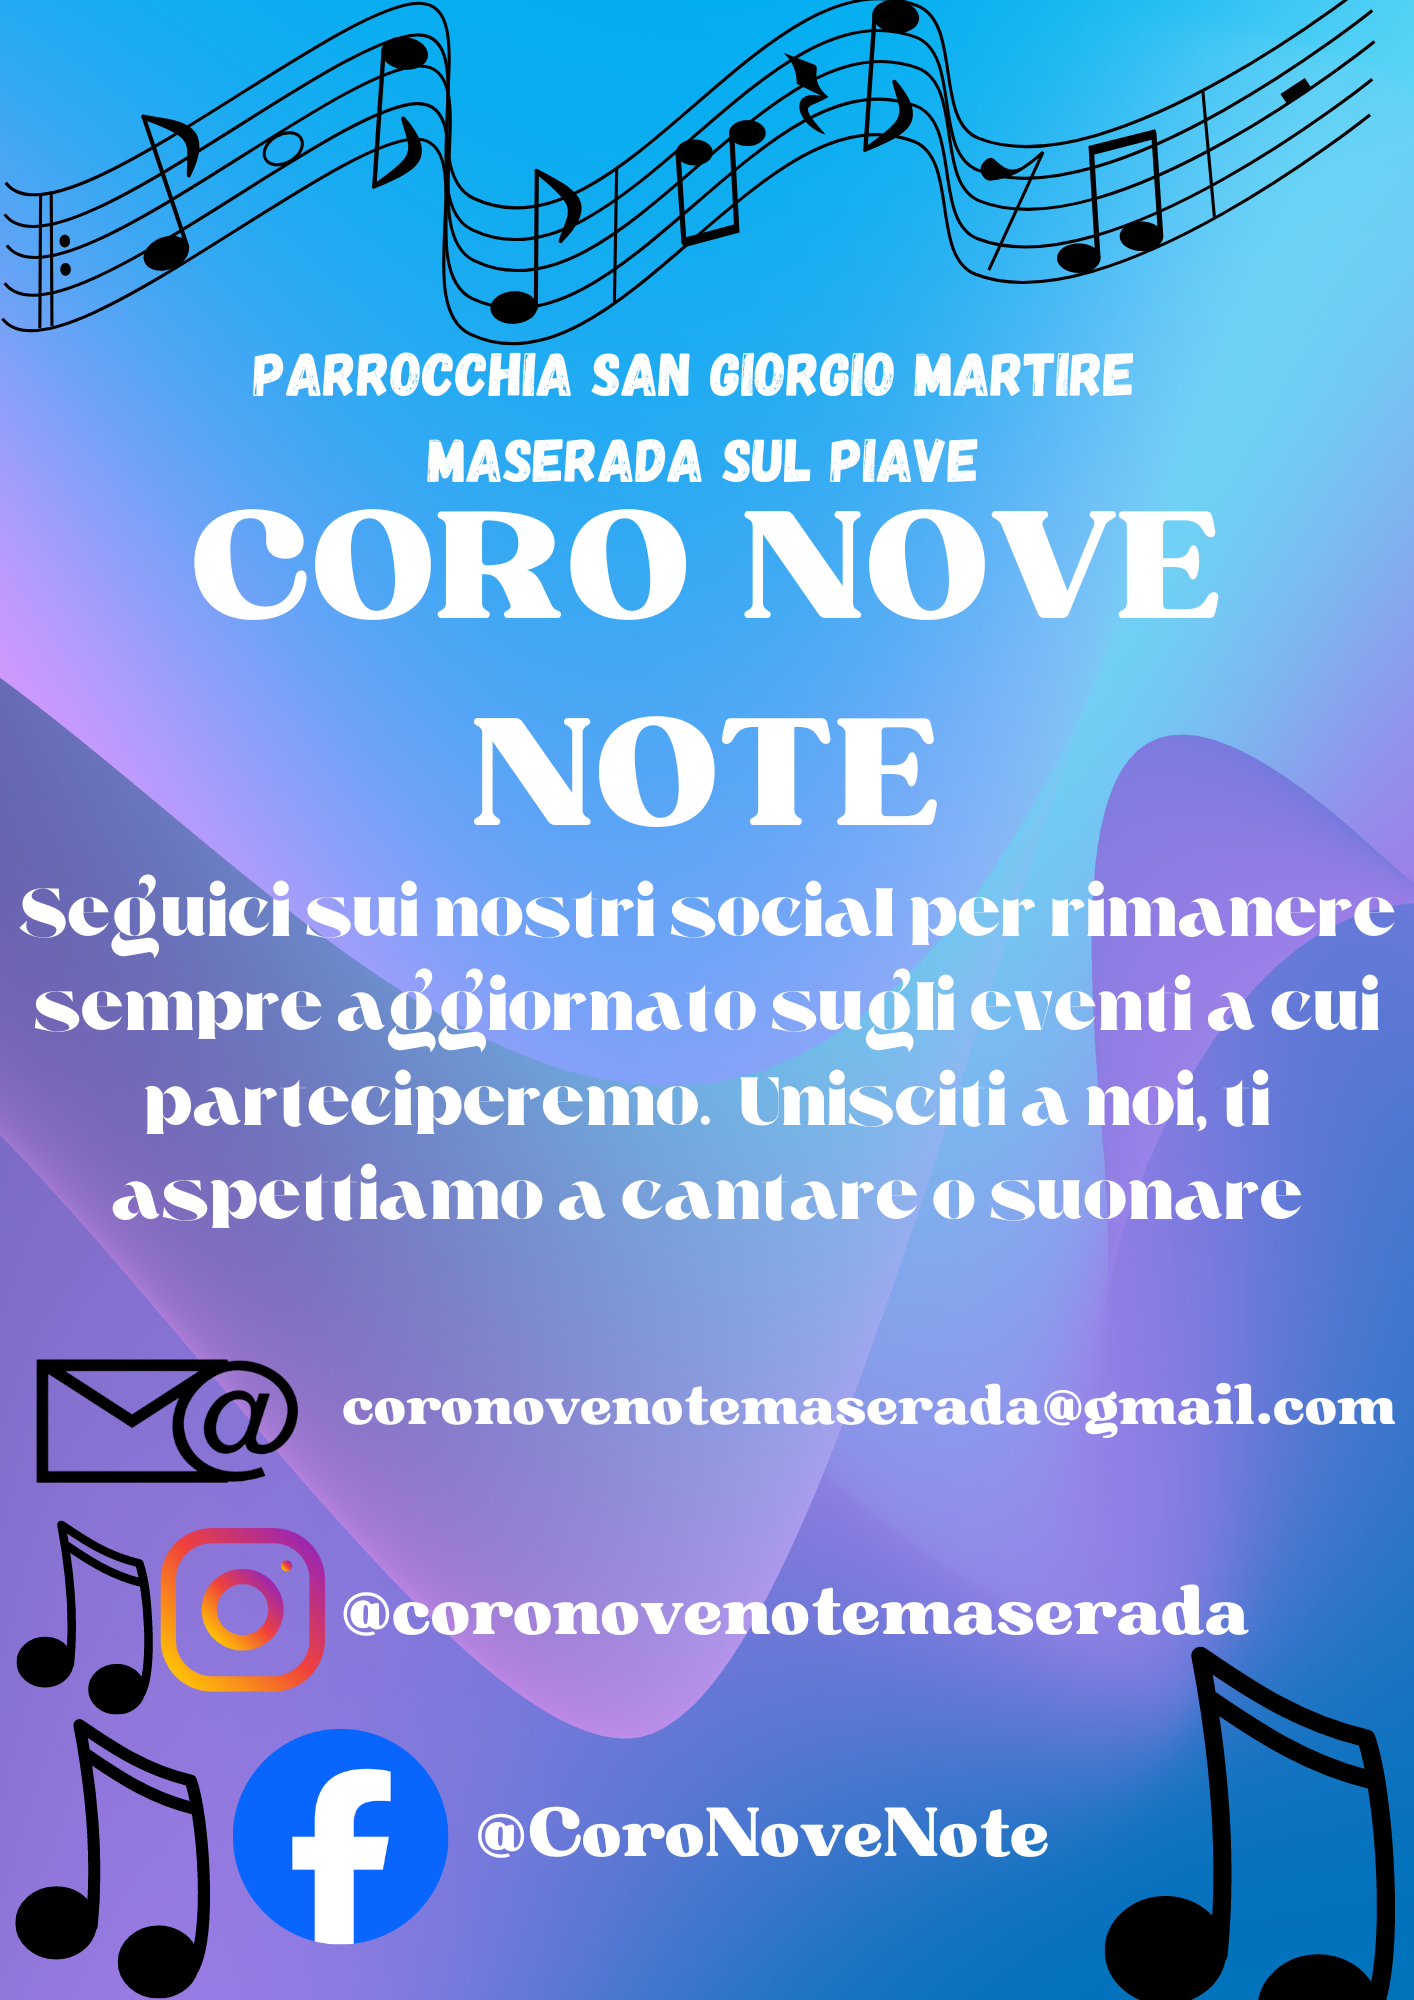 PARROCCHIA SAN GIORGIO MARTIRE
MASERADA SUL PIAVE
CORO NOVE
NOTE
Seguici sui nostri social per rimanere
sempre aggiornato sugli eventi a cui
parteciperemo. Unisciti a noi, ti
aspettiamo a cantare o suonare
coronovenotemaserada@gmail.com
@coronovenotemaserada
@CoroNoveNote